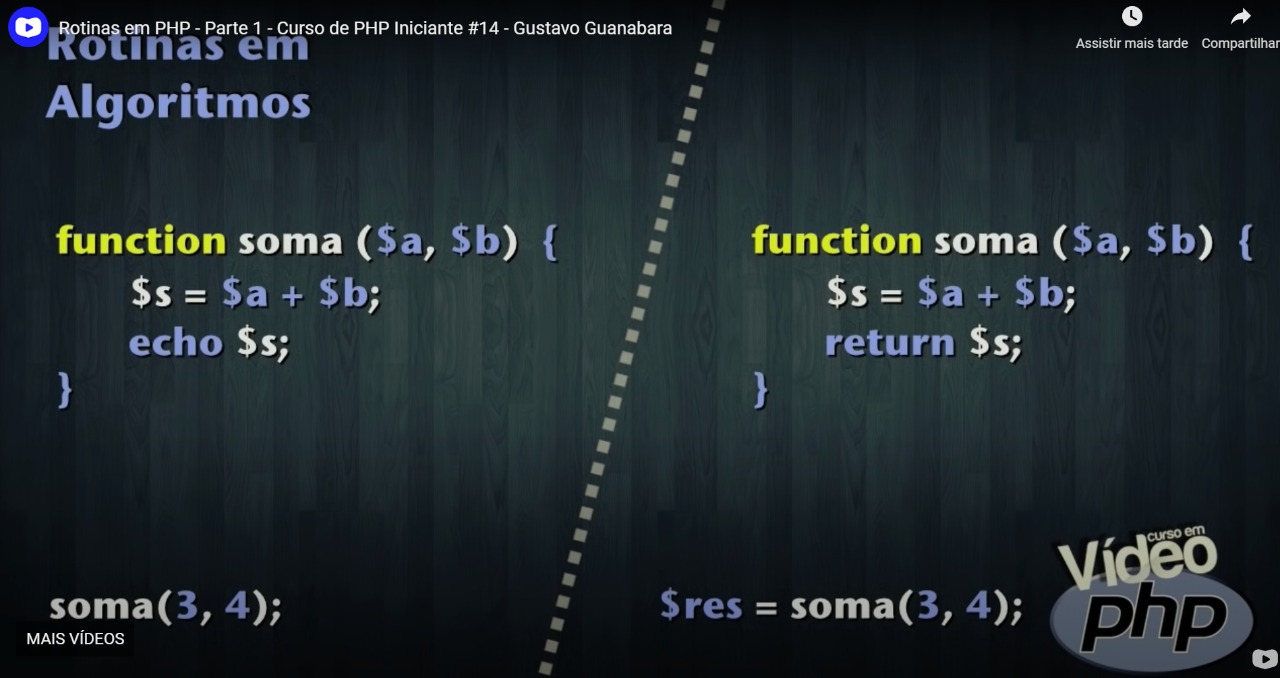 Rotinas em PHP - Parte 1 - Curso de PHP Iniciante #14 - Gustavo Guanabara
Assistir mais tarde
Compartilhar
Rotinas em
Algoritmos
function soma ($a, $b) {
$s = $a + $b;
echo $s;
}
soma(3, 4);
function soma ($a, $b) {
$s = $a + $b;
return $s;
}
$res = soma(3, 4);
MAIS VÍDEOS
curso em
Vídeo
php